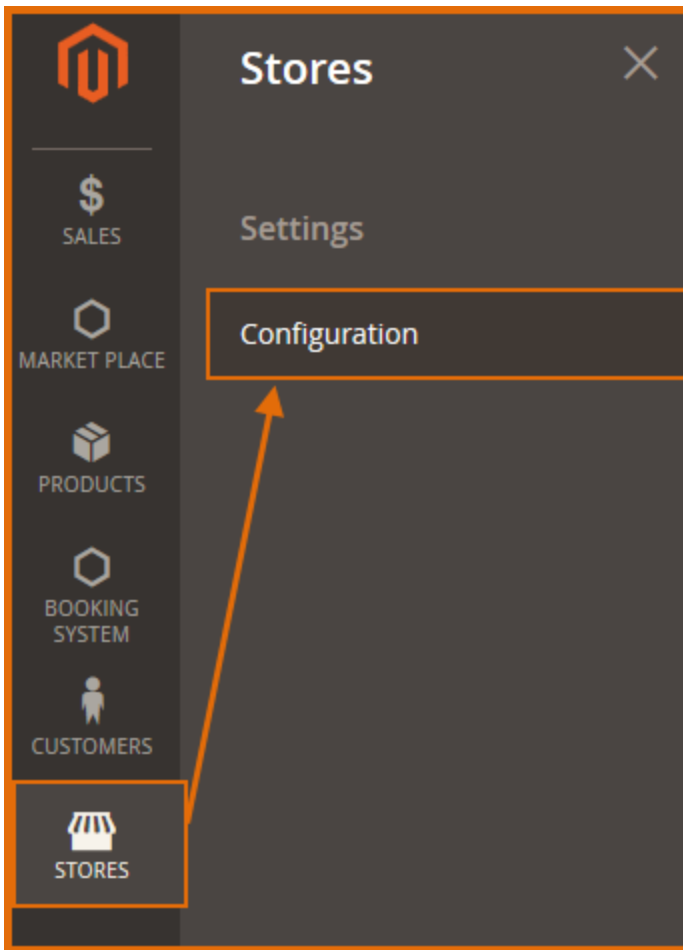 $
SALES
MARKET PLACE
PRODUCTS
BOOKING
SYSTEM
CUSTOMERS
STORES
Stores
Settings
Configuration